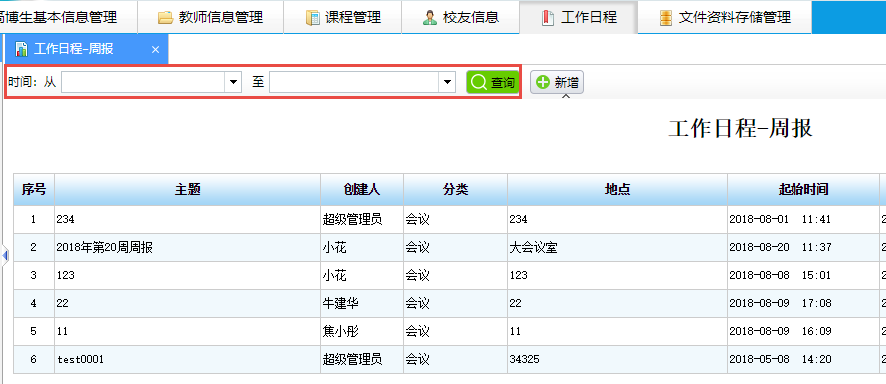 高博生基本信息管理 教师信息管理 课程管理 校友信息 工作日程 文件资料存储管理
工作日程-周报 ×
时间：从 至 查询 新增
工作日程-周报
序号 主题 创建人 分类 地点 起始时间
1 234 超级管理员 会议 234 2018-08-01 11:41 2
2 2018年第20周周报 小花 会议 大会议室 2018-08-20 11:37 2
3 123 小花 会议 123 2018-08-08 15:01 2
4 22 牛建华 会议 22 2018-08-09 17:08 2
5 11 焦小彤 会议 11 2018-08-09 16:09 2
6 test0001 超级管理员 会议 34325 2018-05-08 14:20 2